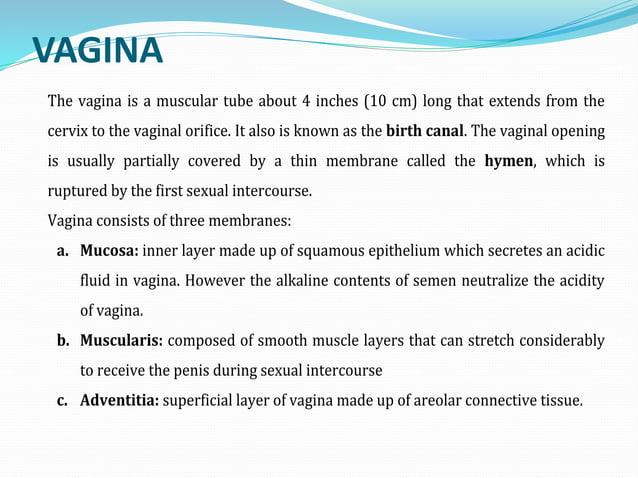 VAGINA
The vagina is a muscular tube about 4 inches (10 cm) long that extends from the
cervix to the vaginal orifice. It also is known as the birth canal. The vaginal opening
is usually partially covered by a thin membrane called the hymen, which is
ruptured by the first sexual intercourse.
Vagina consists of three membranes:
a. Mucosa: inner layer made up of squamous epithelium which secretes an acidic
fluid in vagina. However the alkaline contents of semen neutralize the acidity
of vagina.
b. Muscularis: composed of smooth muscle layers that can stretch considerably
to receive the penis during sexual intercourse
c. Adventitia: superficial layer of vagina made up of areolar connective tissue.